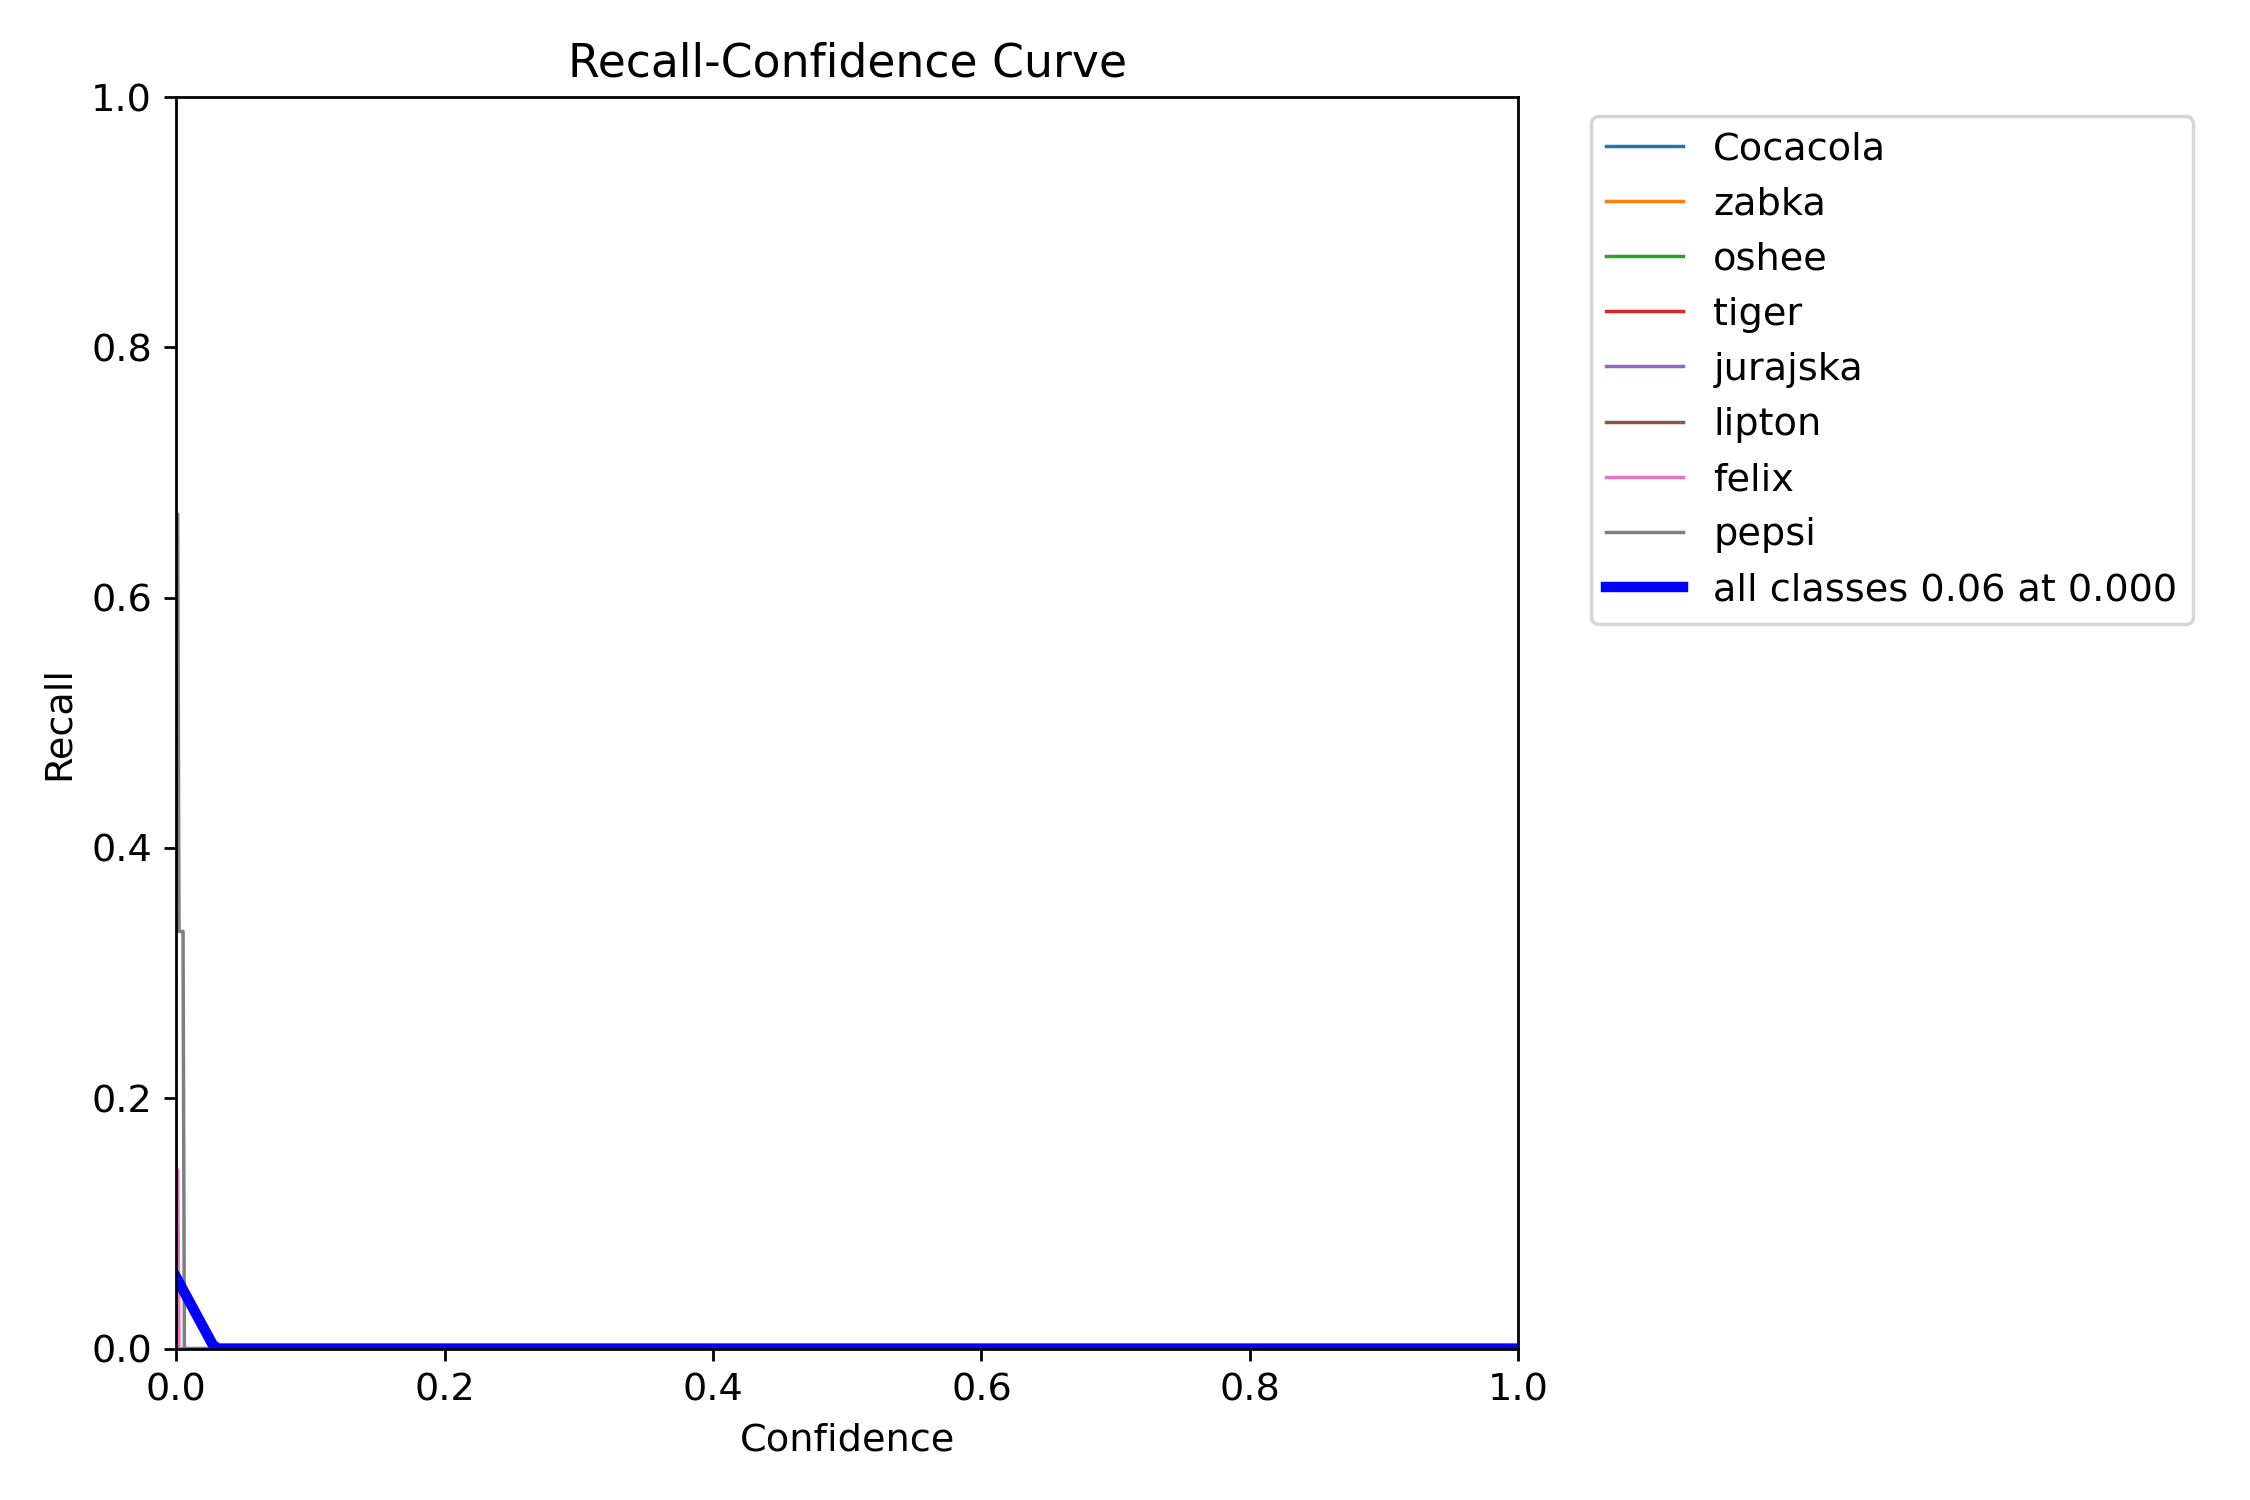 Recall-Confidence Curve
1.0
0.8
0.6
0.4
0.2
0.0
Recall
0.0
0.2
0.4
0.6
0.8
1.0
Confidence
Cocacola
zabka
oshee
tiger
jurajska
lipton
felix
pepsi
all classes 0.06 at 0.000